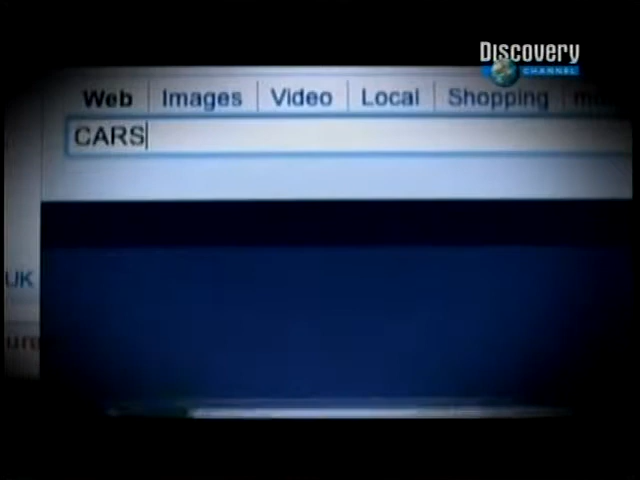 Discovery
CHANNEL
Web Images Video Local Shopping
CARS
UK